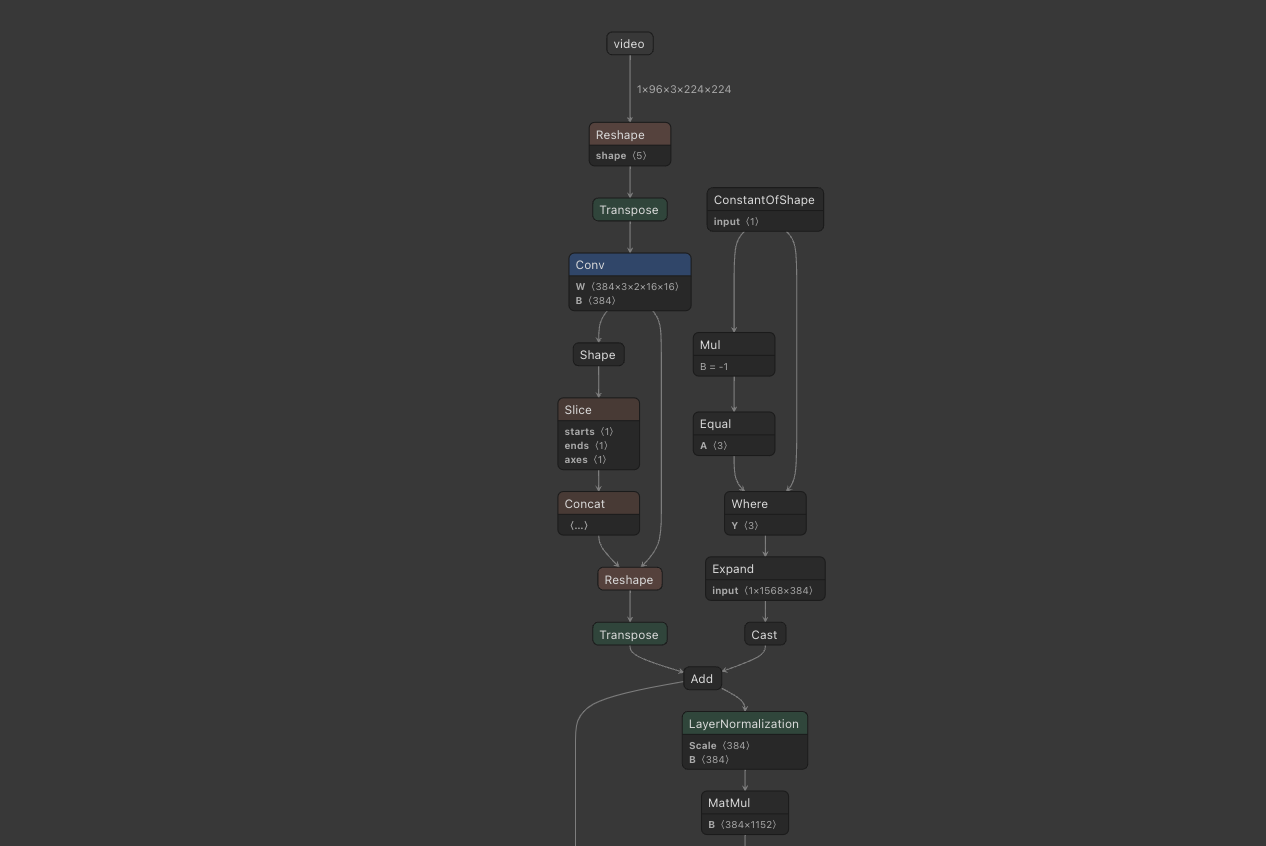 video
1×96×3×224×224
Reshape
shape ⟨5⟩
Transpose
ConstantOfShape
input ⟨1⟩
Conv
W ⟨384×3×2×16×16⟩
B ⟨384⟩
Shape
Mul
B = -1
Slice
starts ⟨1⟩
ends ⟨1⟩
axes ⟨1⟩
Equal
A ⟨3⟩
Concat
⟨...⟩
Where
Y ⟨3⟩
Reshape
Expand
input ⟨1×1568×384⟩
Transpose
Cast
Add
LayerNormalization
Scale ⟨384⟩
B ⟨384⟩
MatMul
B ⟨384×1152⟩